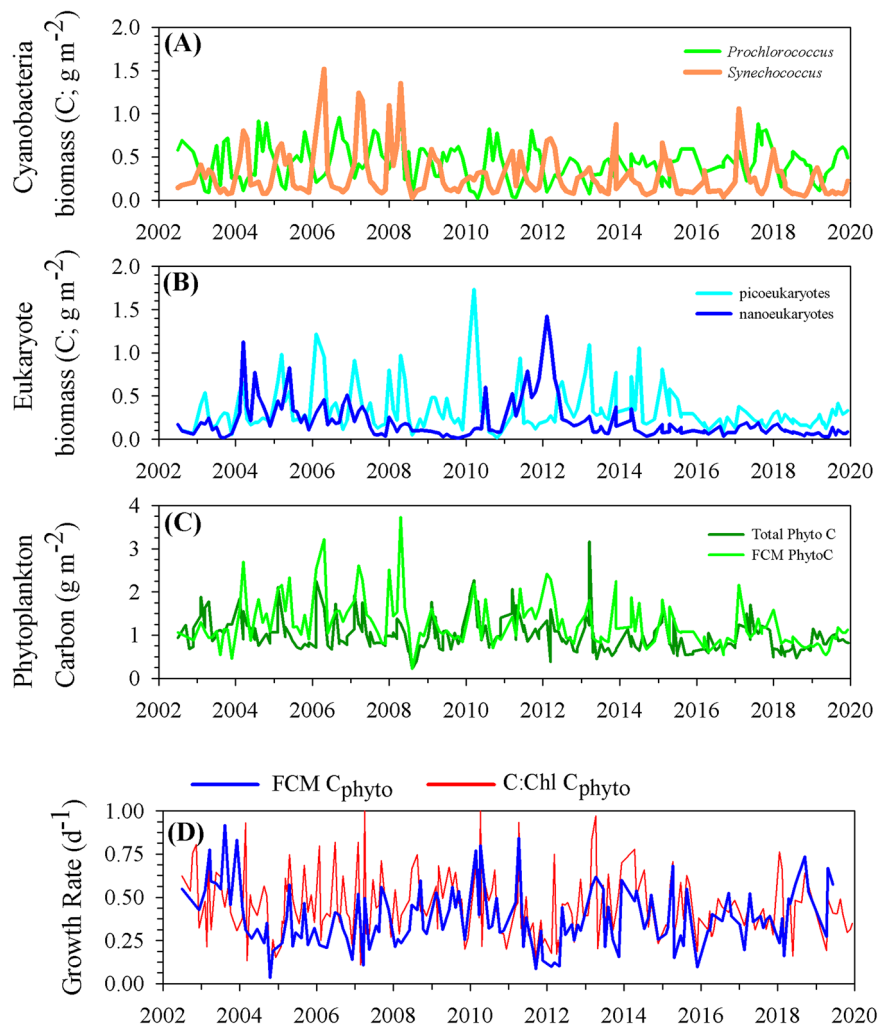 Cyanobacteria
biomass (C; g m⁻²)
2.0
1.5
1.0
0.5
0.0
(A)
Prochlorococcus
Synechococcus
2002 2004 2006 2008 2010 2012 2014 2016 2018 2020
Eukaryote
biomass (C; g m⁻²)
2.0
1.5
1.0
0.5
0.0
(B)
picoeukaryotes
nanoeukaryotes
2002 2004 2006 2008 2010 2012 2014 2016 2018 2020
Phytoplankton
Carbon (g m⁻²)
4
3
2
1
0
(C)
Total Phyto C
FCM PhytoC
2002 2004 2006 2008 2010 2012 2014 2016 2018 2020
FCM Cphyto C:Chl Cphyto
Growth Rate (d⁻¹)
1.00
0.75
0.50
0.25
0.00
(D)
2002 2004 2006 2008 2010 2012 2014 2016 2018 2020